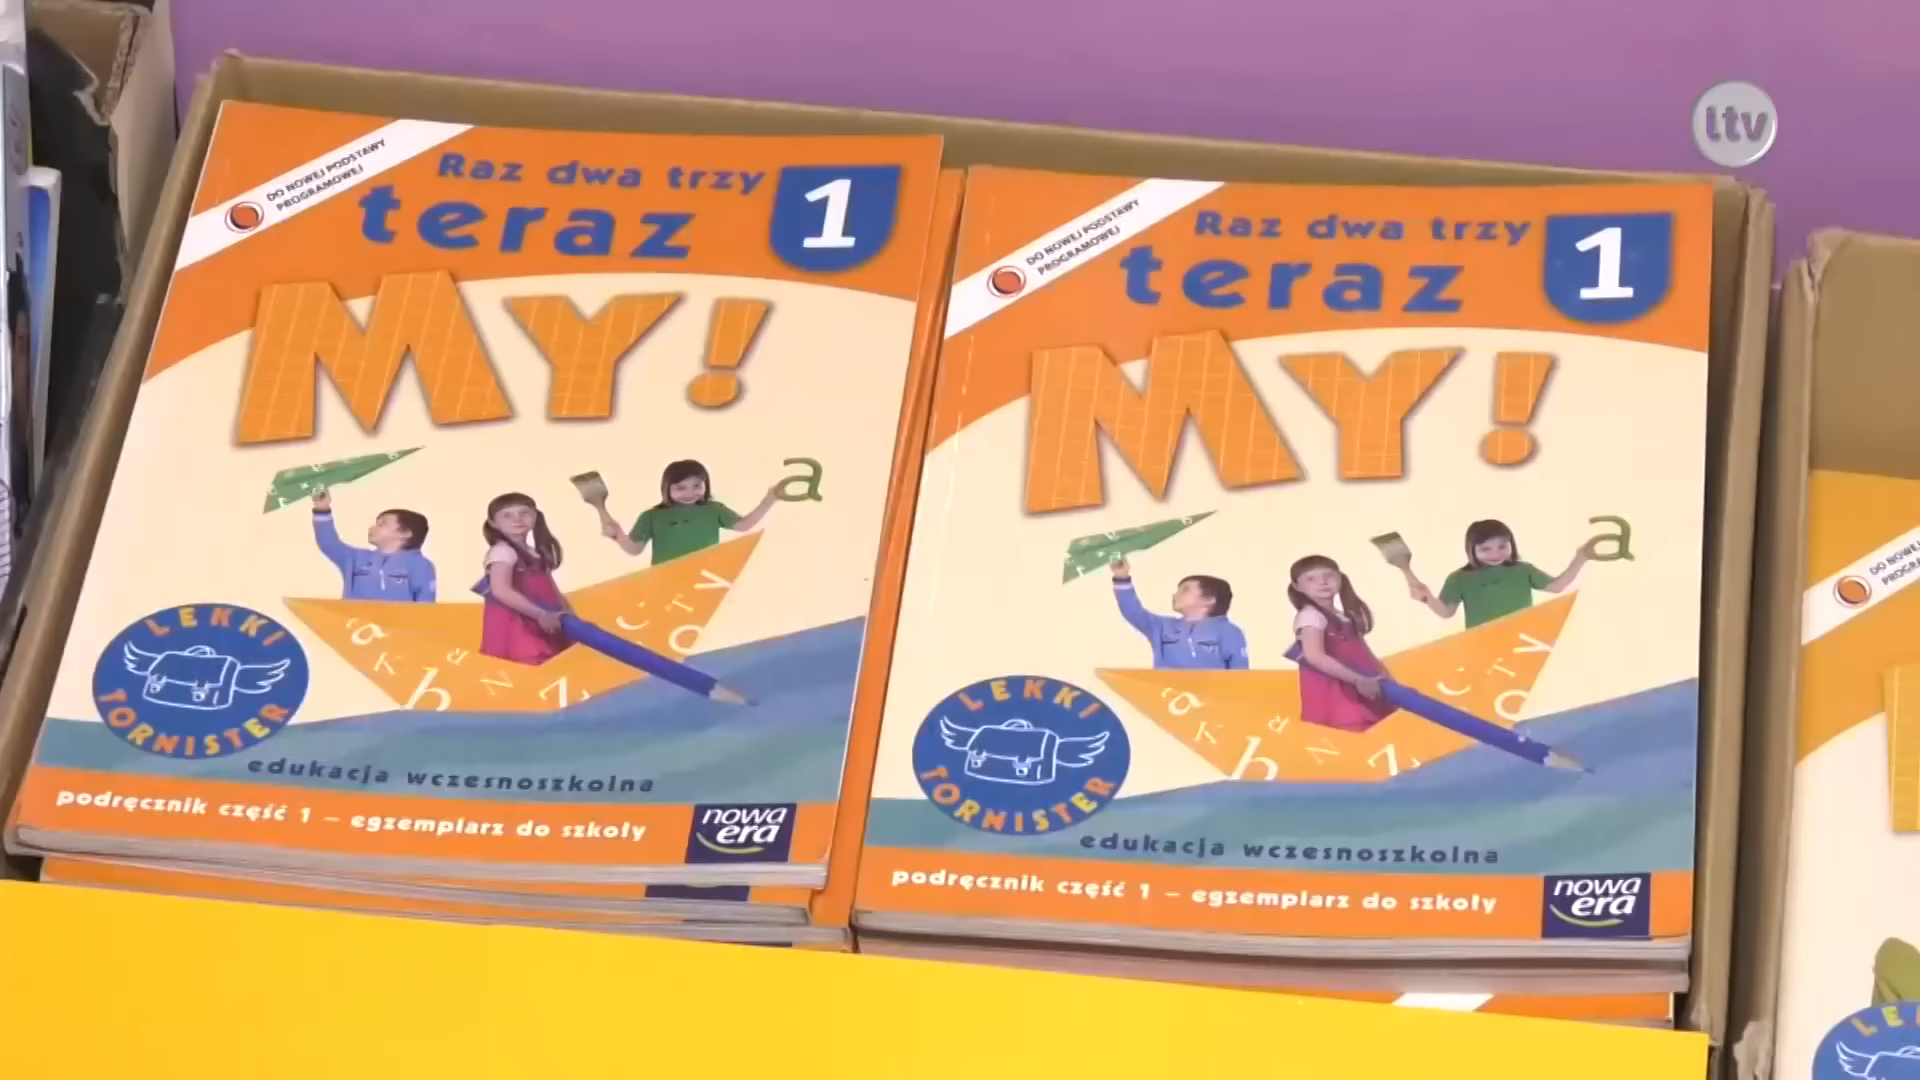 ltv
DO NOWEJ PODSTAWY
PROGRAMOWEJ
Raz dwa trzy
teraz
1
MY!
a
LEKKI
TORNISTER
edukacja wczesnoszkolna
podręcznik część 1 – egzemplarz do szkoły
nowa
era
DO NOWEJ PODSTAWY
PROGRAMOWEJ
Raz dwa trzy
teraz
1
MY!
a
LEKKI
TORNISTER
edukacja wczesnoszkolna
podręcznik część 1 – egzemplarz do szkoły
nowa
era
DO NOWEJ